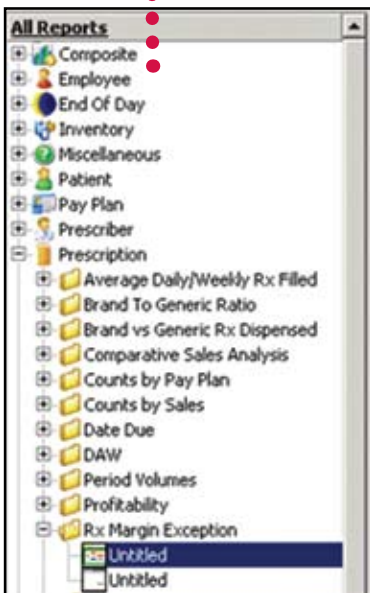 All Reports
Composite
Employee
End Of Day
Inventory
Miscellaneous
Patient
Pay Plan
Prescriber
Prescription
Average Daily/Weekly Rx Filled
Brand To Generic Ratio
Brand vs Generic Rx Dispensed
Comparative Sales Analysis
Counts by Pay Plan
Counts by Sales
Date Due
DAW
Period Volumes
Profitability
Rx Margin Exception
Untitled
Untitled